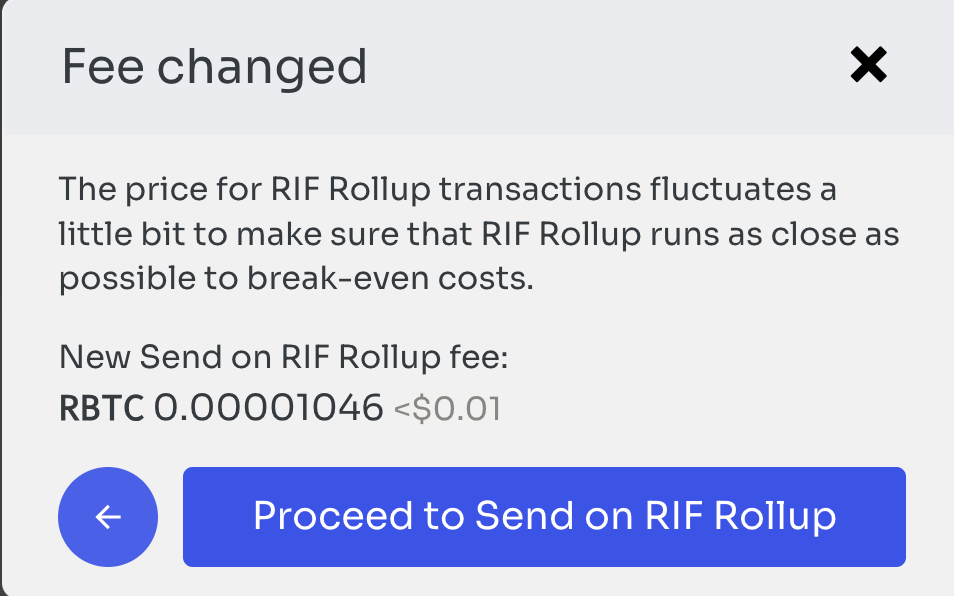 Fee changed
The price for RIF Rollup transactions fluctuates a
little bit to make sure that RIF Rollup runs as close as
possible to break-even costs.
New Send on RIF Rollup fee:
RBTC 0.00001046 <$0.01
Proceed to Send on RIF Rollup